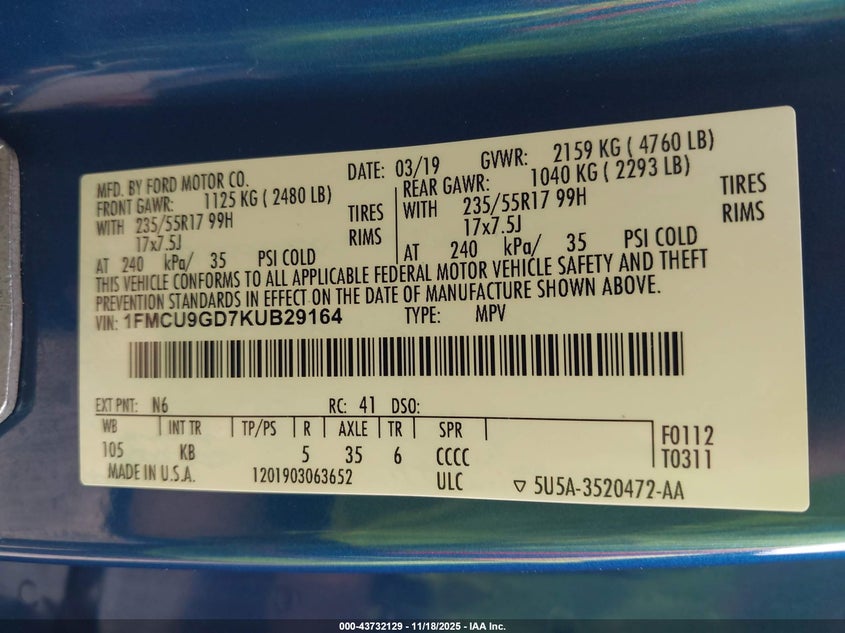 MFD. BY FORD MOTOR CO. DATE: 03/19 GVWR: 2159 KG ( 4760 LB)
FRONT GAWR: 1125 KG ( 2480 LB) REAR GAWR: 1040 KG ( 2293 LB)
WITH 235/55R17 99H TIRES WITH 235/55R17 99H TIRES
17x7.5J RIMS 17x7.5J RIMS
AT 240 kPa/ 35 PSI COLD AT 240 kPa/ 35 PSI COLD
THIS VEHICLE CONFORMS TO ALL APPLICABLE FEDERAL MOTOR VEHICLE SAFETY AND THEFT
PREVENTION STANDARDS IN EFFECT ON THE DATE OF MANUFACTURE SHOWN ABOVE.
VIN: 1FMCU9GD7KUB29164 TYPE: MPV
EXT PNT: N6 RC: 41 DSO:
WB INT TR TP/PS R AXLE TR SPR F0112
105 KB 5 35 6 CCCC T0311
MADE IN U.S.A. 1201903063652 ULC ▽ 5U5A-3520472-AA
000-43732129 - 11/18/2025 - IAA Inc.